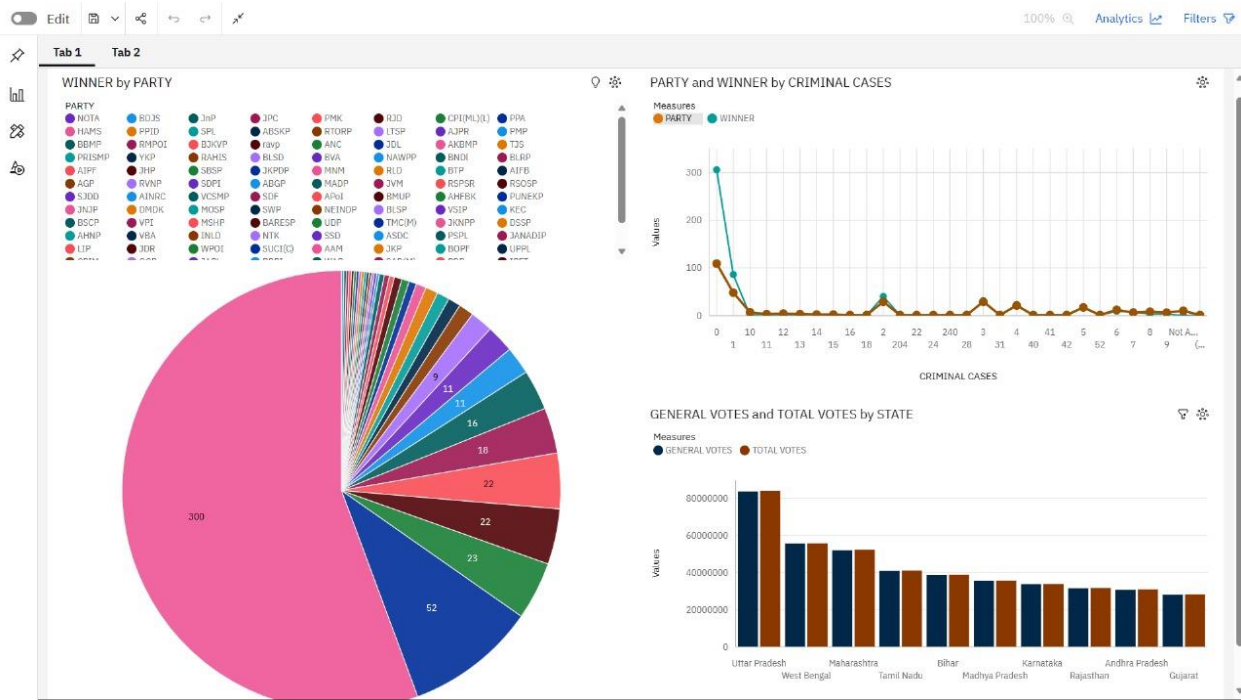 Edit
100%
Analytics
Filters
Tab 1 Tab 2
WINNER by PARTY
PARTY
NOTA BOJS JnP JPC PMK RJD CPI(ML)(L) PPA
HAMS PPID SPL ABSKP RTORP LTSP AJPR PMP
BBMP RMPOI BJKVP ravp ANC JDL AKBMP TJS
PRISMP YKP RAHIS BLSD BVA NAWPP BNDI BLRP
AIFF JHP SBSP JKPDP MNM RLD BTP AIFB
AGP RVNP SDPI ABGP MADP JVM RSPSR RSOSP
SJDD AINRC VCSMP SDF APoI BMUP AHFBK PUNEKP
JNJP DMDK MOSP SWP NEINDP BLSP VSIP KEC
BSCP VPI MSHP BARESP UDP TMC(M) JKNPP DSSP
AHNP VBA INLD NTK SSD ASDC PSPL JANADIP
LIP JDR WPOI SUCI(C) AAM JKP BOPF UPPL
9
11
11
16
18
22
22
23
52
300
PARTY and WINNER by CRIMINAL CASES
Measures
PARTY WINNER
Values
300
200
100
0
0 10 12 14 16 2 22 240 3 4 41 5 6 8 Not A...
1 11 13 15 18 204 24 28 31 40 42 52 7 9 (...
CRIMINAL CASES
GENERAL VOTES and TOTAL VOTES by STATE
Measures
GENERAL VOTES TOTAL VOTES
Values
80000000
60000000
40000000
20000000
0
Uttar Pradesh Maharashtra Bihar Karnataka Andhra Pradesh
West Bengal Tamil Nadu Madhya Pradesh Rajasthan Gujarat